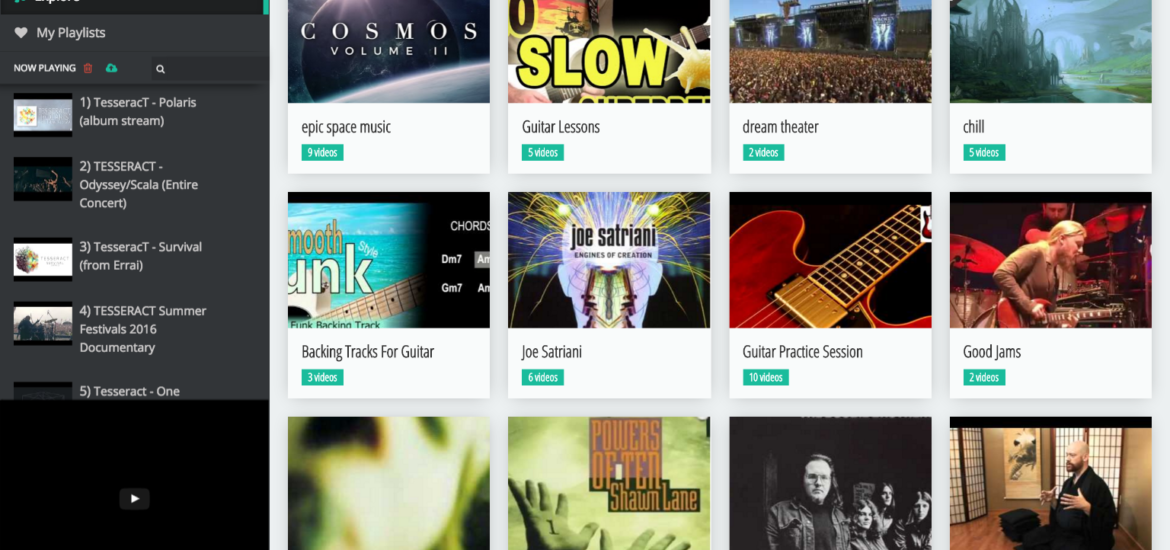 Explore
My Playlists
NOW PLAYING
1) TesseracT - Polaris
(album stream)
2) TESSERACT -
Odyssey/Scala (Entire
Concert)
3) TesseracT - Survival
(from Errai)
4) TESSERACT Summer
Festivals 2016
Documentary
5) Tesseract - One
COSMOS
VOLUME II
SLOW
epic space music
9 videos
Guitar Lessons
5 videos
dream theater
2 videos
chill
5 videos
mooth
Style
unk
Funk Backing Track
CHORDS
Dm7 Am
Gm7 Am
joe satriani
ENGINES OF CREATION
Backing Tracks For Guitar
3 videos
Joe Satriani
6 videos
Guitar Practice Session
10 videos
Good Jams
2 videos
POWERS
OF TEN
Shawn Lane